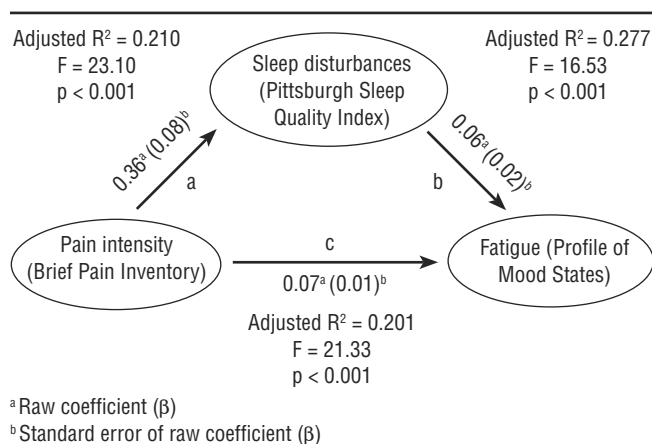 Adjusted R² = 0.210
F = 23.10
p < 0.001
Sleep disturbances
(Pittsburgh Sleep
Quality Index)
Adjusted R² = 0.277
F = 16.53
p < 0.001
0.36ᵃ (0.08)ᵇ
a
0.06ᵃ (0.02)ᵇ
b
Pain intensity
(Brief Pain Inventory)
c
0.07ᵃ (0.01)ᵇ
Fatigue (Profile of
Mood States)
Adjusted R² = 0.201
F = 21.33
p < 0.001
ᵃ Raw coefficient (β)
ᵇ Standard error of raw coefficient (β)